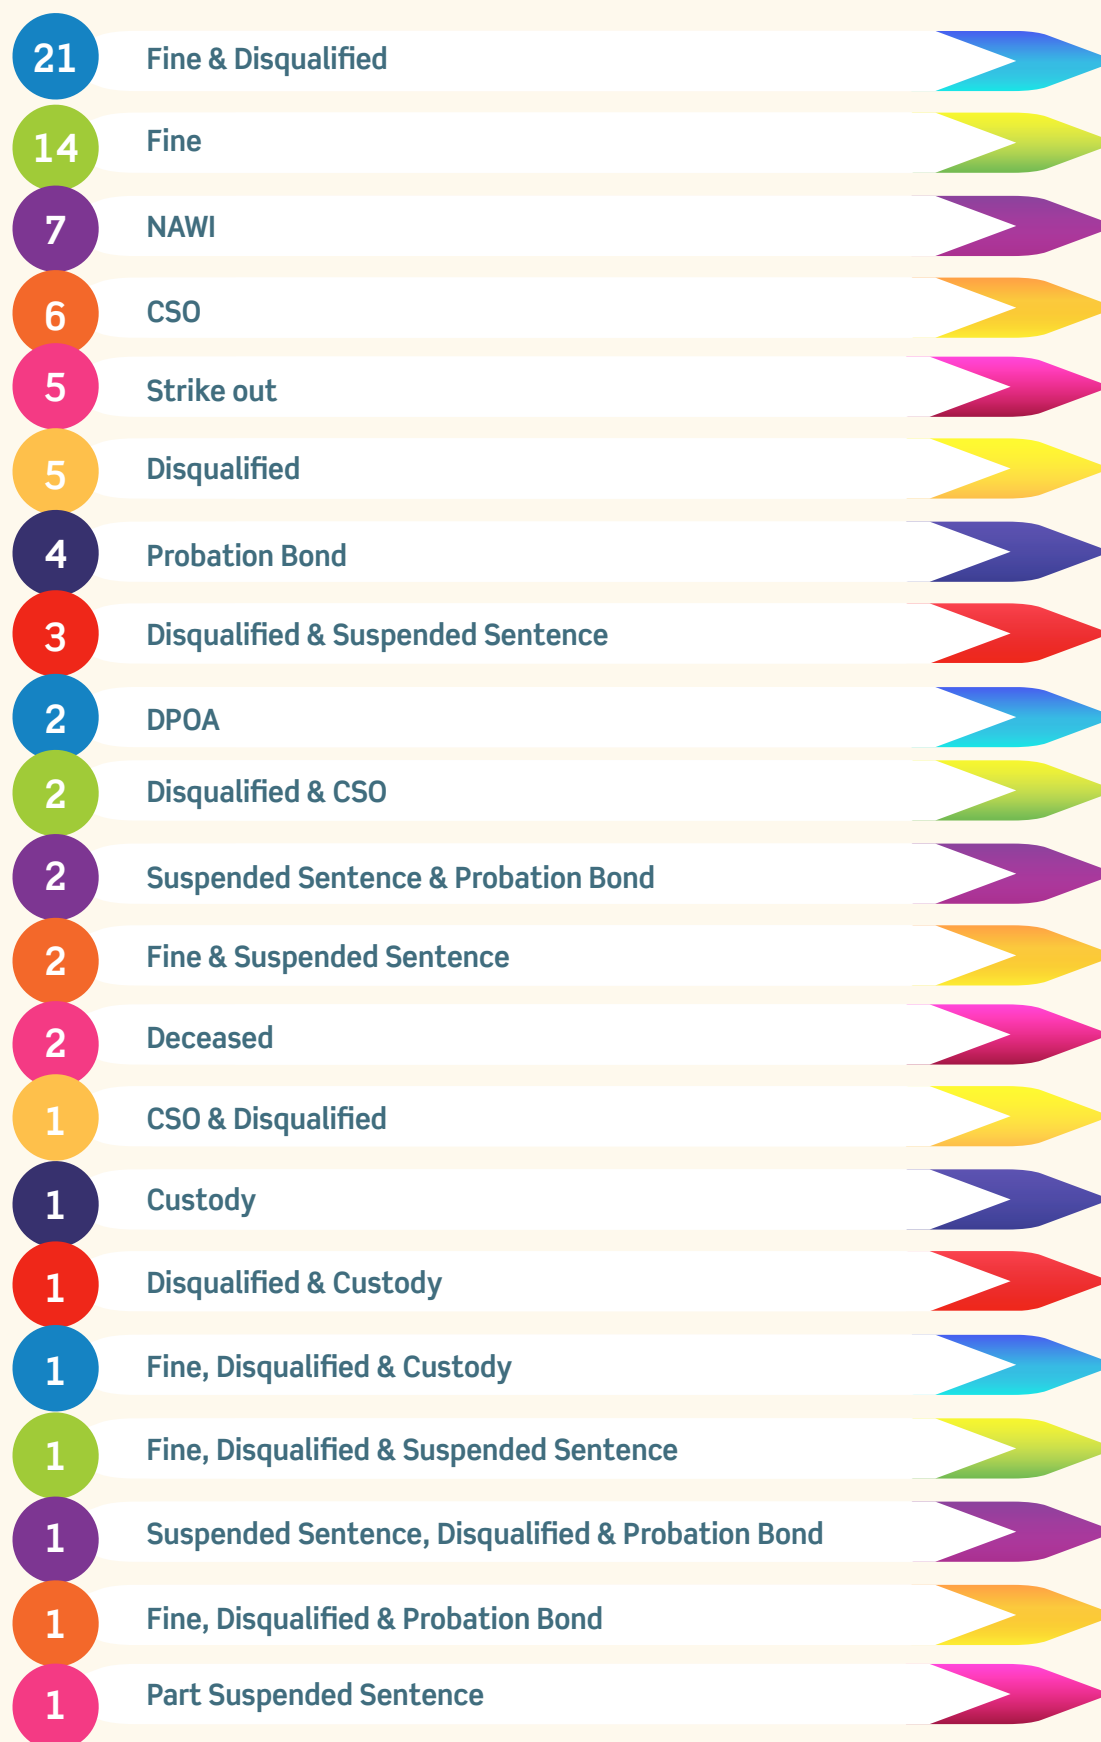 21 Fine & Disqualified
14 Fine
7 NAWI
6 CSO
5 Strike out
5 Disqualified
4 Probation Bond
3 Disqualified & Suspended Sentence
2 DPOA
2 Disqualified & CSO
2 Suspended Sentence & Probation Bond
2 Fine & Suspended Sentence
2 Deceased
1 CSO & Disqualified
1 Custody
1 Disqualified & Custody
1 Fine, Disqualified & Custody
1 Fine, Disqualified & Suspended Sentence
1 Suspended Sentence, Disqualified & Probation Bond
1 Fine, Disqualified & Probation Bond
1 Part Suspended Sentence